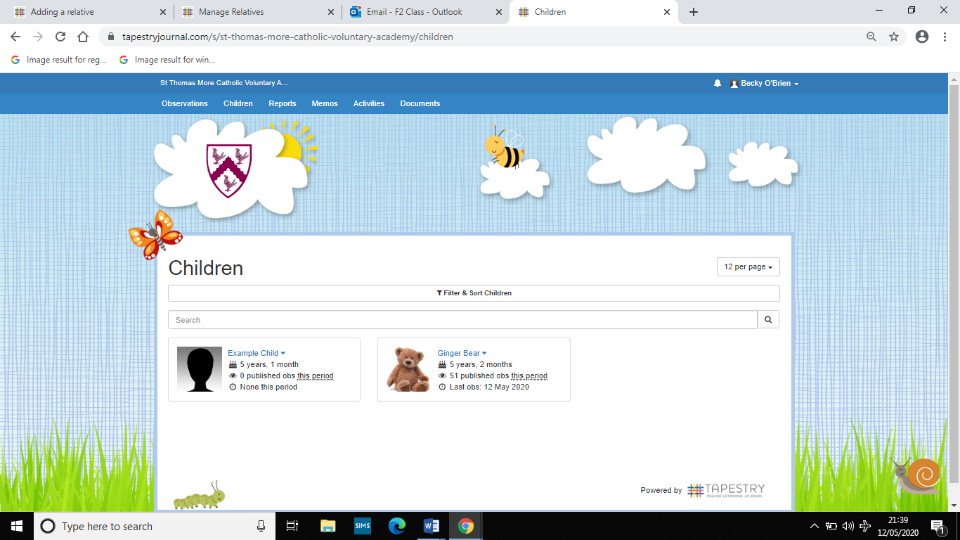 Adding a relative
Manage Relatives
Email - F2 Class - Outlook
Children
tapestryjournal.com/s/st-thomas-more-catholic-voluntary-academy/children
Image result for reg...
Image result for win...
St Thomas More Catholic Voluntary A...
Becky O'Brien
Observations Children Reports Memos Activities Documents
Children
12 per page
Filter & Sort Children
Search
Example Child
5 years, 1 month
0 published obs this period
None this period
Ginger Bear
5 years, 2 months
51 published obs this period
Last obs: 12 May 2020
Powered by TAPESTRY
Type here to search
SIMS
21:39
12/05/2020
1